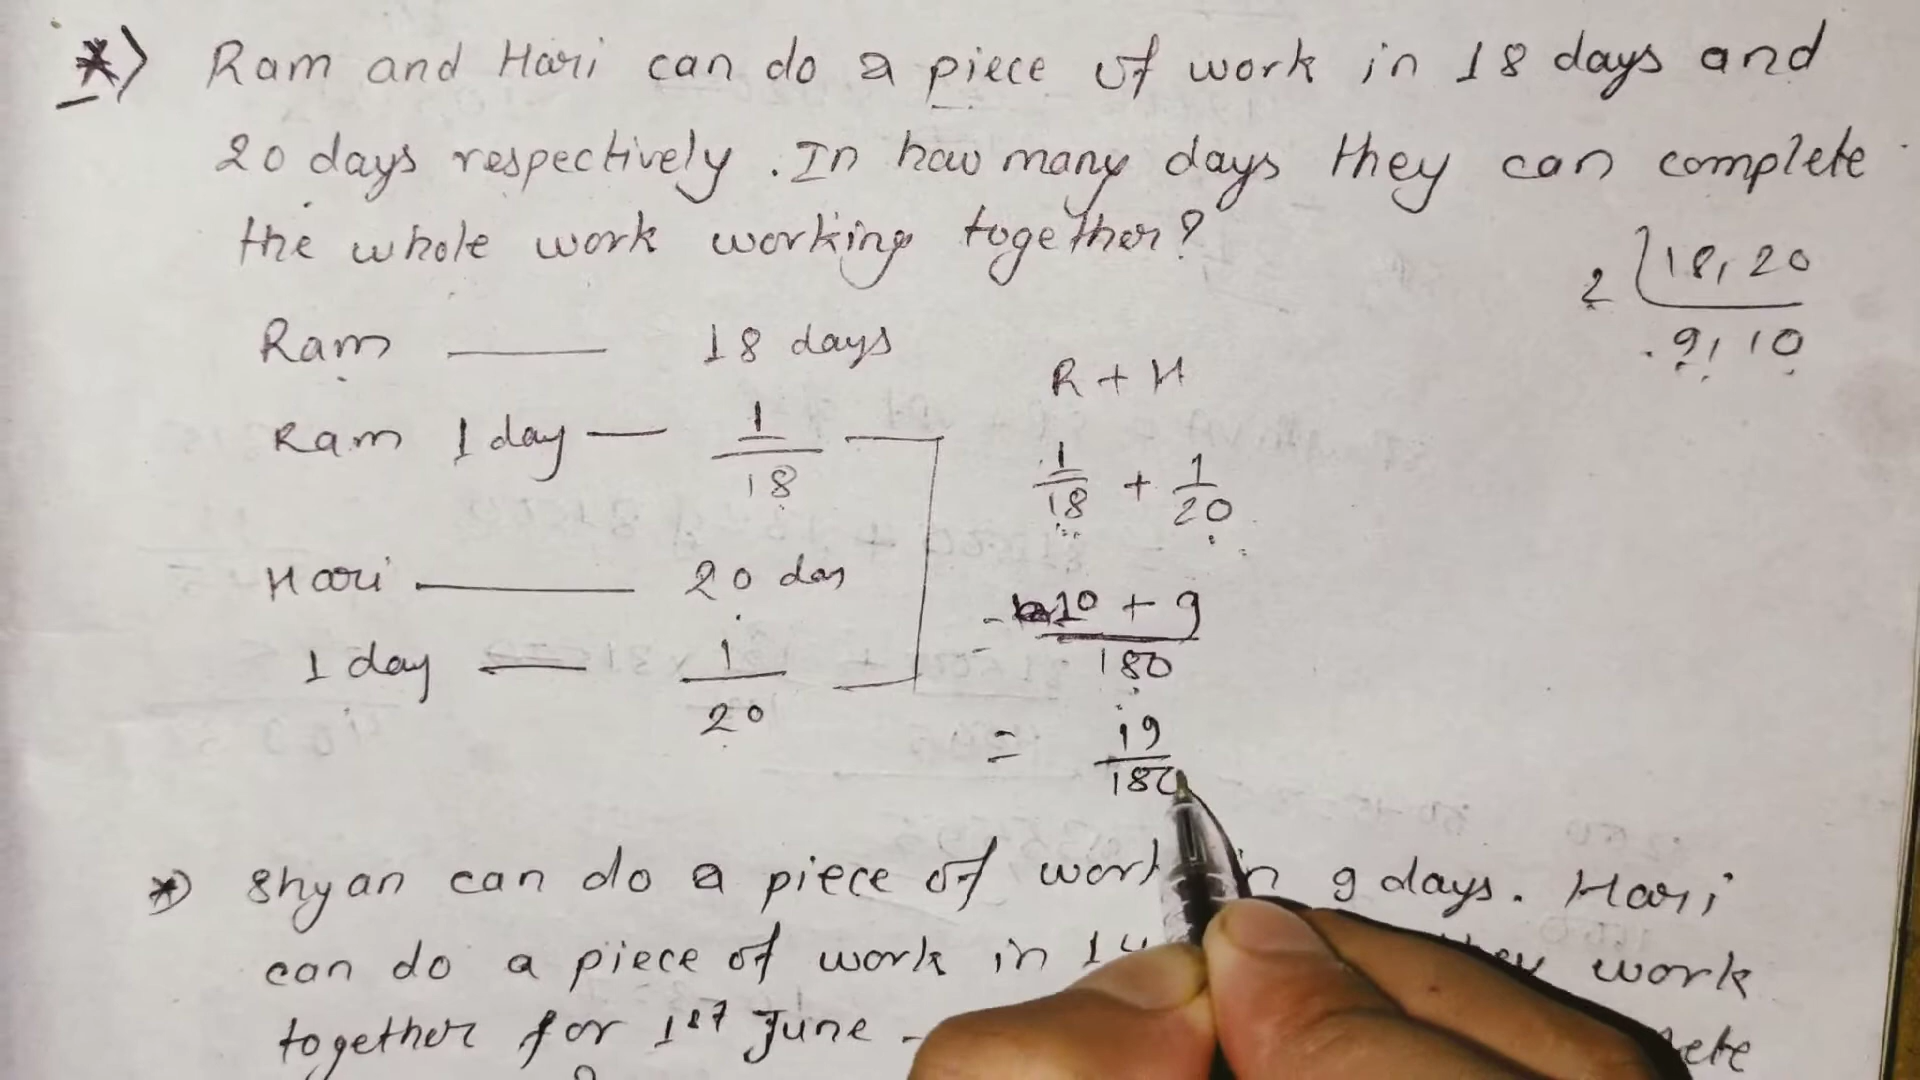 *) Ram and Hari can do a piece of work in 18 days and
20 days respectively. In how many days they can complete
the whole work working together?
2 | 18, 20
9, 10
Ram — 18 days
R + H
Ram 1 day — 1/18
1/18 + 1/20
Hari — 20 das
= 10 + 9 / 180
1 day — 1/20
= 19/180
*) Shyan can do a piece of work in 9 days. Hari
can do a piece of work in 14 work
together for 1st June -